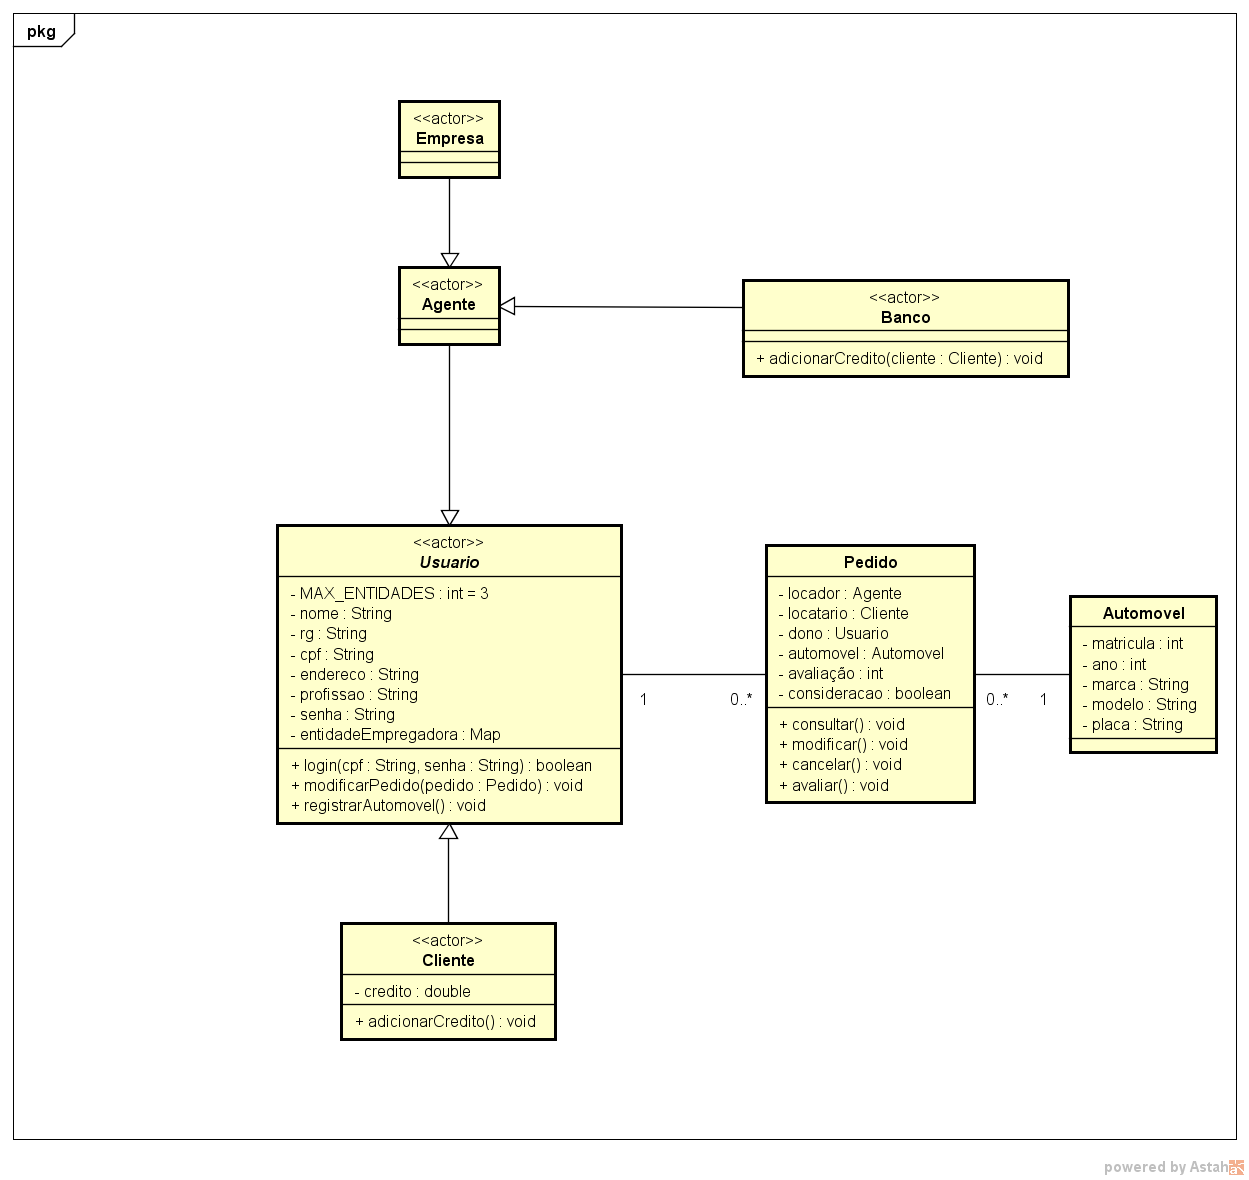 pkg
<<actor>>
Empresa
<<actor>>
Agente
<<actor>>
Banco
+ adicionarCredito(cliente : Cliente) : void
<<actor>>
Usuario
- MAX_ENTIDADES : int = 3
- nome : String
- rg : String
- cpf : String
- endereco : String
- profissao : String
- senha : String
- entidadeEmpregadora : Map
+ login(cpf : String, senha : String) : boolean
+ modificarPedido(pedido : Pedido) : void
+ registrarAutomovel() : void
1
0..*
Pedido
- locador : Agente
- locatario : Cliente
- dono : Usuario
- automovel : Automovel
- avaliação : int
- consideracao : boolean
+ consultar() : void
+ modificar() : void
+ cancelar() : void
+ avaliar() : void
0..*
1
Automovel
- matricula : int
- ano : int
- marca : String
- modelo : String
- placa : String
<<actor>>
Cliente
- credito : double
+ adicionarCredito() : void
powered by Astah